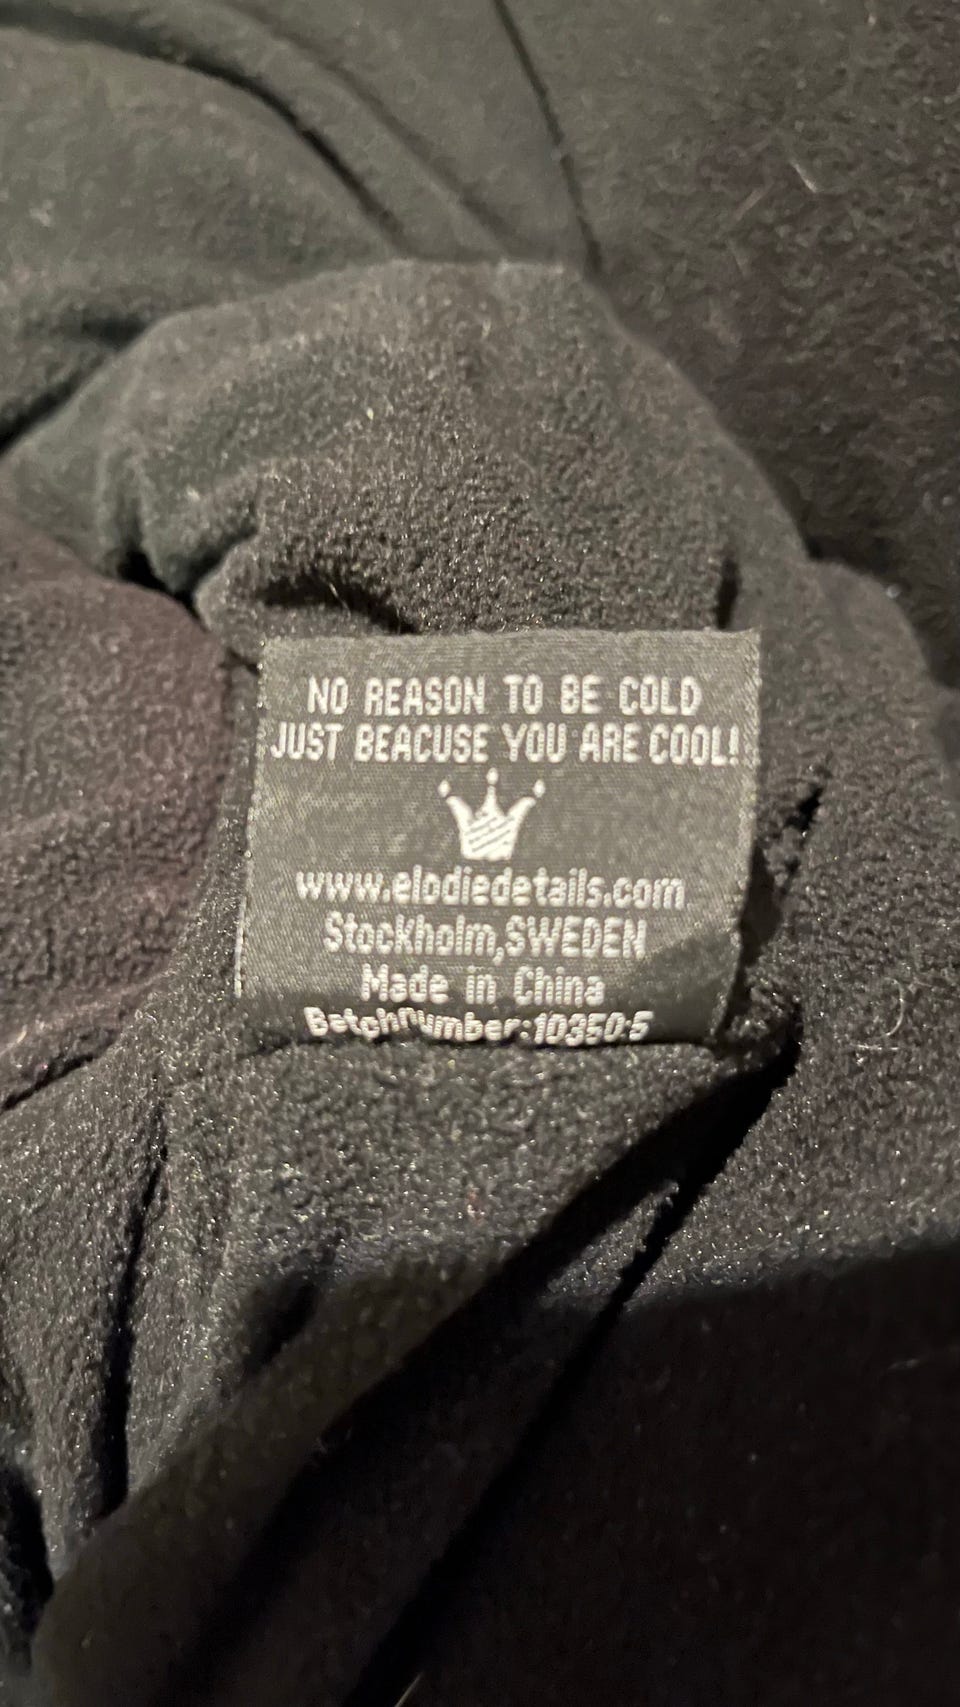 NO REASON TO BE COLD
JUST BEACUSE YOU ARE COOL!
www.elodiedetails.com
Stockholm,SWEDEN
Made in China
Batchnumber:10350:5